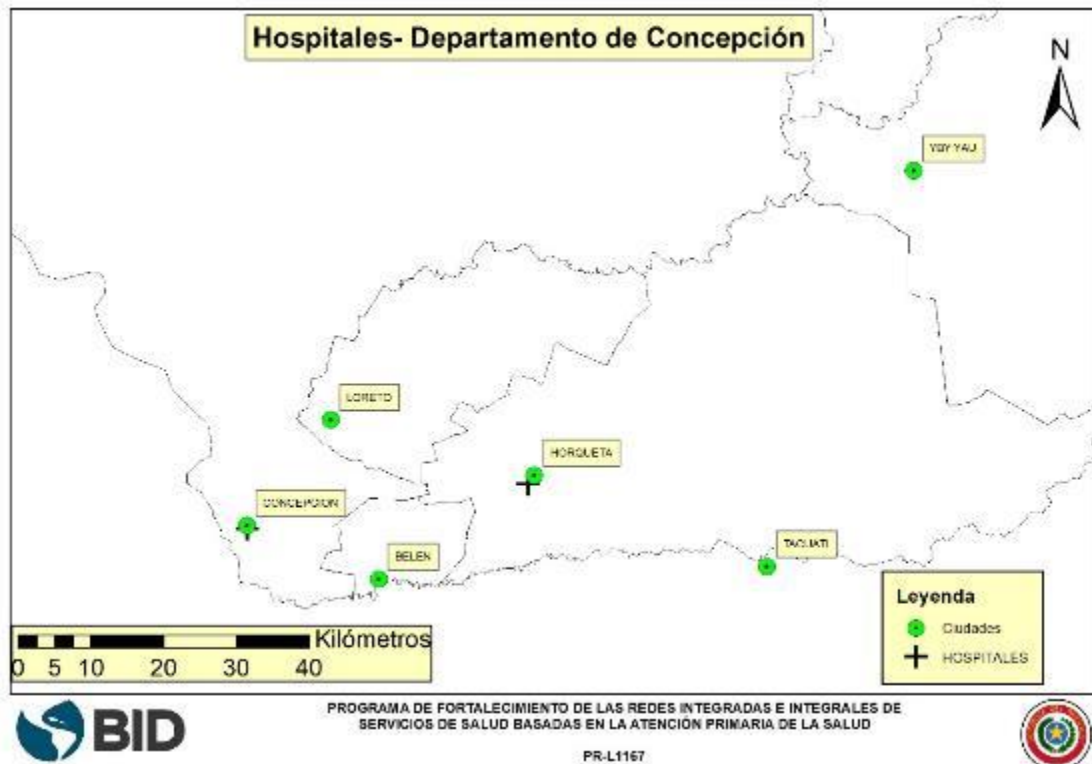 Hospitales- Departamento de Concepción
N
YBY YAU
LORETO
HORQUETA
CONCEPCION
BELEN
TACUATI
Leyenda
Ciudades
HOSPITALES
Kilómetros
0 5 10 20 30 40
BID
PROGRAMA DE FORTALECIMIENTO DE LAS REDES INTEGRADAS E INTEGRALES DE
SERVICIOS DE SALUD BASADAS EN LA ATENCIÓN PRIMARIA DE LA SALUD
PR-L1167